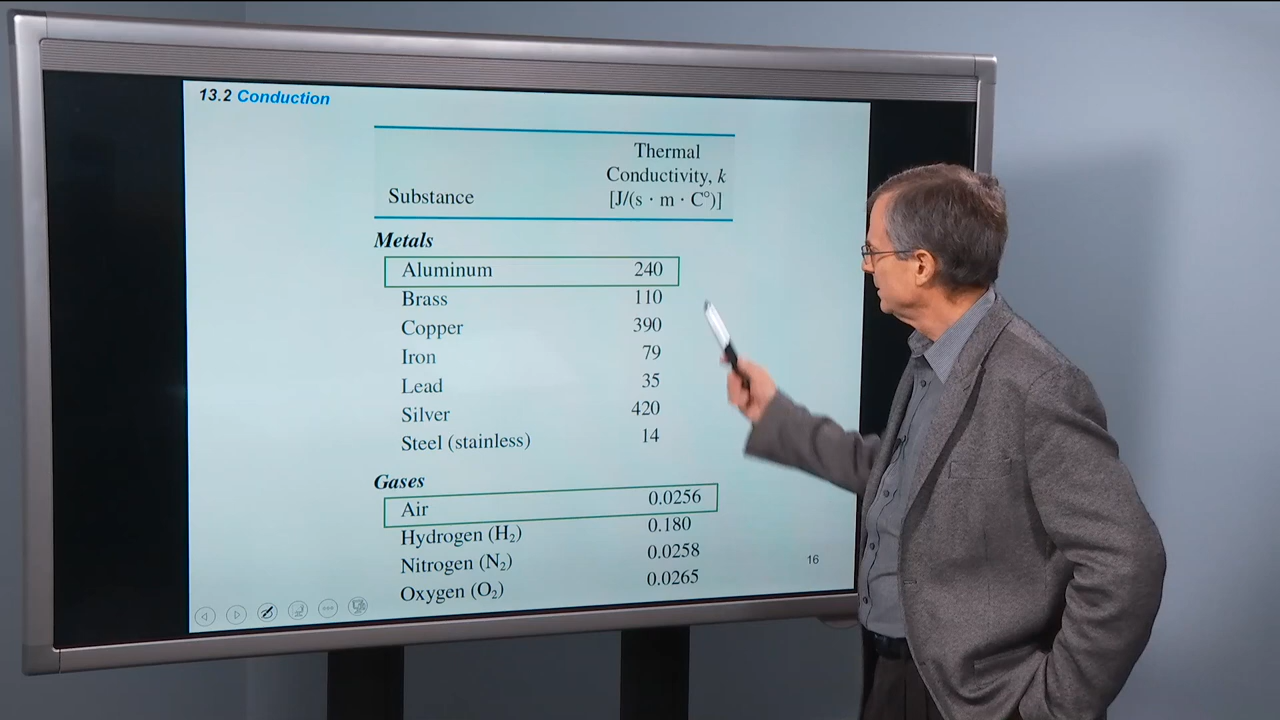 13.2 Conduction
Thermal
Conductivity, k
Substance [J/(s · m · C°)]
Metals
Aluminum 240
Brass 110
Copper 390
Iron 79
Lead 35
Silver 420
Steel (stainless) 14
Gases
Air 0.0256
Hydrogen (H₂) 0.180
Nitrogen (N₂) 0.0258
Oxygen (O₂) 0.0265
16